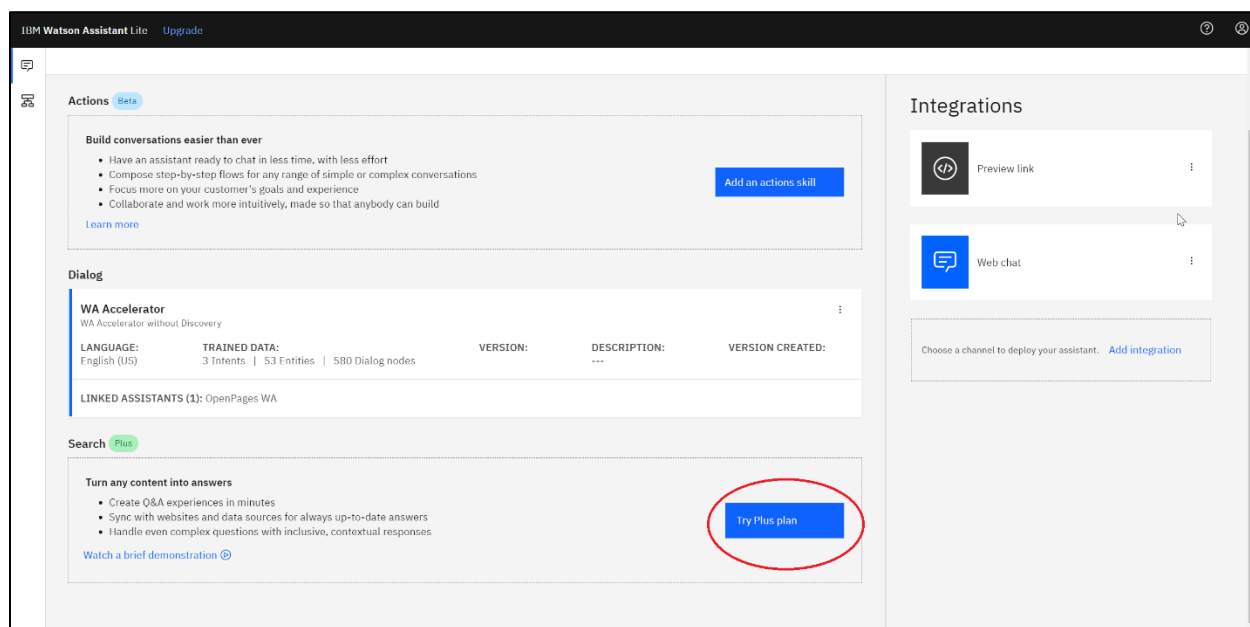 IBM Watson Assistant Lite Upgrade
Actions Beta
Build conversations easier than ever
• Have an assistant ready to chat in less time, with less effort
• Compose step-by-step flows for any range of simple or complex conversations
• Focus more on your customer's goals and experience
• Collaborate and work more intuitively, made so that anybody can build
Learn more
Add an actions skill
Dialog
WA Accelerator
WA Accelerator without Discovery
LANGUAGE: TRAINED DATA: VERSION: DESCRIPTION: VERSION CREATED:
English (US) 3 Intents | 53 Entities | 580 Dialog nodes ---
LINKED ASSISTANTS (1): OpenPages WA
Search Plus
Turn any content into answers
• Create Q&A experiences in minutes
• Sync with websites and data sources for always up-to-date answers
• Handle even complex questions with inclusive, contextual responses
Watch a brief demonstration
Try Plus plan
Integrations
Preview link
Web chat
Choose a channel to deploy your assistant. Add integration